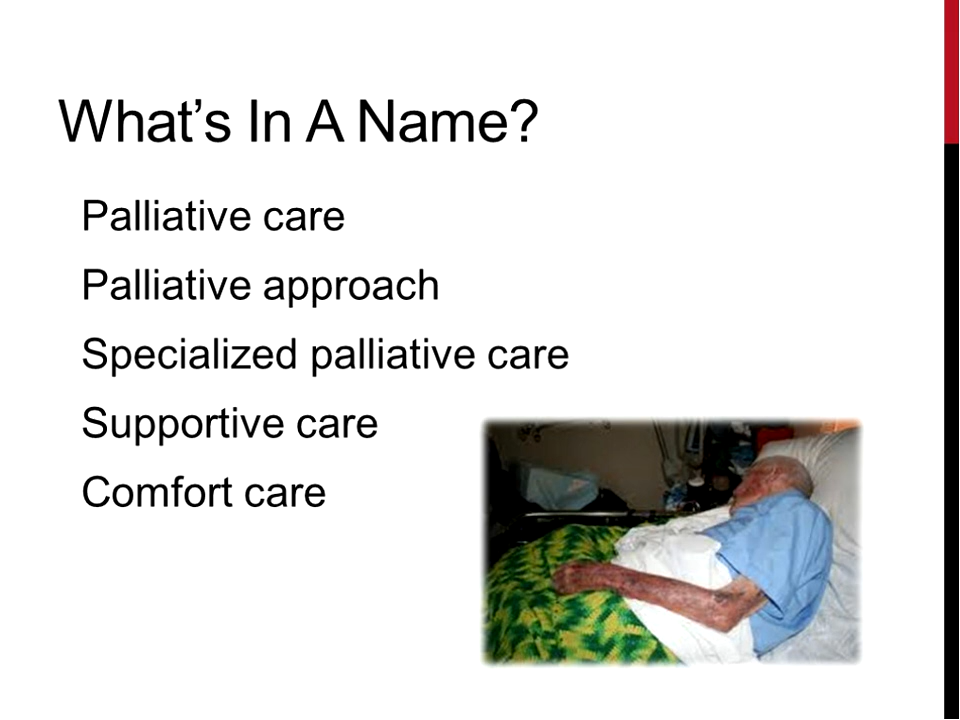 What’s In A Name?
Palliative care
Palliative approach
Specialized palliative care
Supportive care
Comfort care